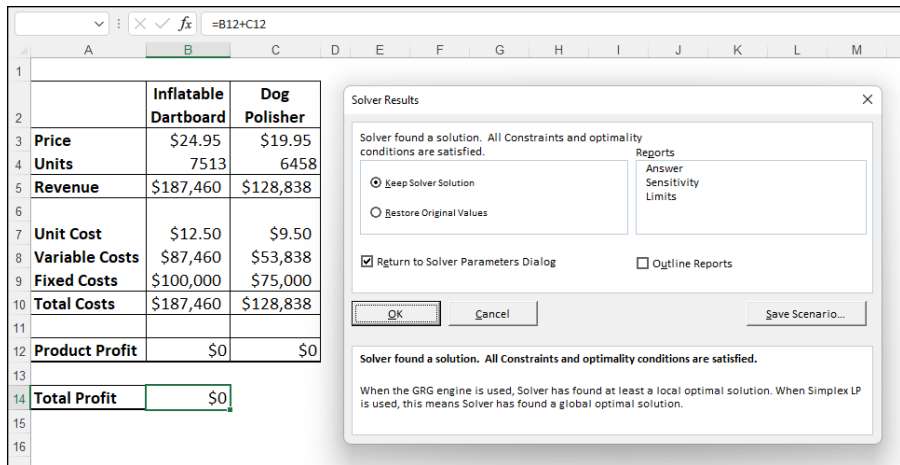 fx =B12+C12
A B C D E F G H I J K L M
1
2 Inflatable Dartboard Dog Polisher
3 Price $24.95 $19.95
4 Units 7513 6458
5 Revenue $187,460 $128,838
6
7 Unit Cost $12.50 $9.50
8 Variable Costs $87,460 $53,838
9 Fixed Costs $100,000 $75,000
10 Total Costs $187,460 $128,838
11
12 Product Profit $0 $0
13
14 Total Profit $0
15
16
Solver Results
Solver found a solution. All Constraints and optimality
conditions are satisfied.
Reports
Answer
Sensitivity
Limits
Keep Solver Solution
Restore Original Values
Return to Solver Parameters Dialog
Outline Reports
OK
Cancel
Save Scenario...
Solver found a solution. All Constraints and optimality conditions are satisfied.
When the GRG engine is used, Solver has found at least a local optimal solution. When Simplex LP
is used, this means Solver has found a global optimal solution.